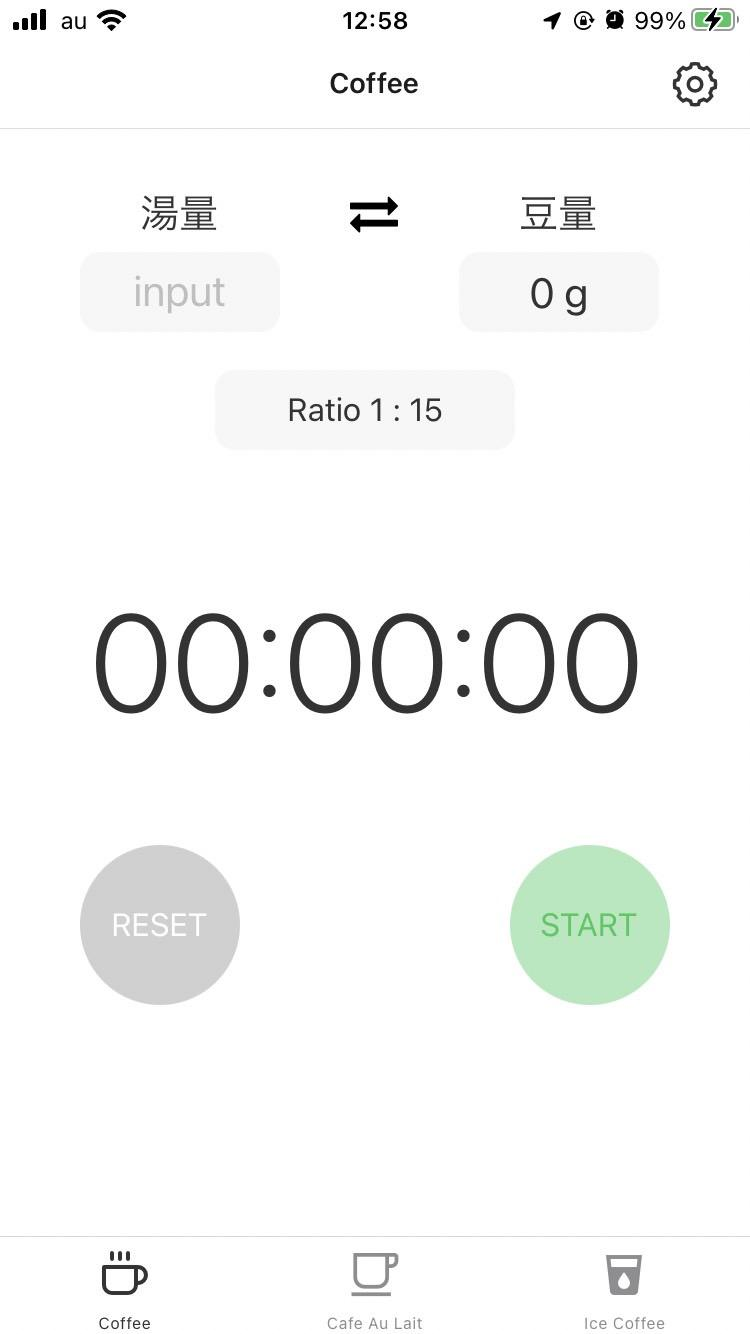 au 12:58 99%
Coffee
湯量 豆量
input 0 g
Ratio 1 : 15
00:00:00
RESET START
Coffee Cafe Au Lait Ice Coffee